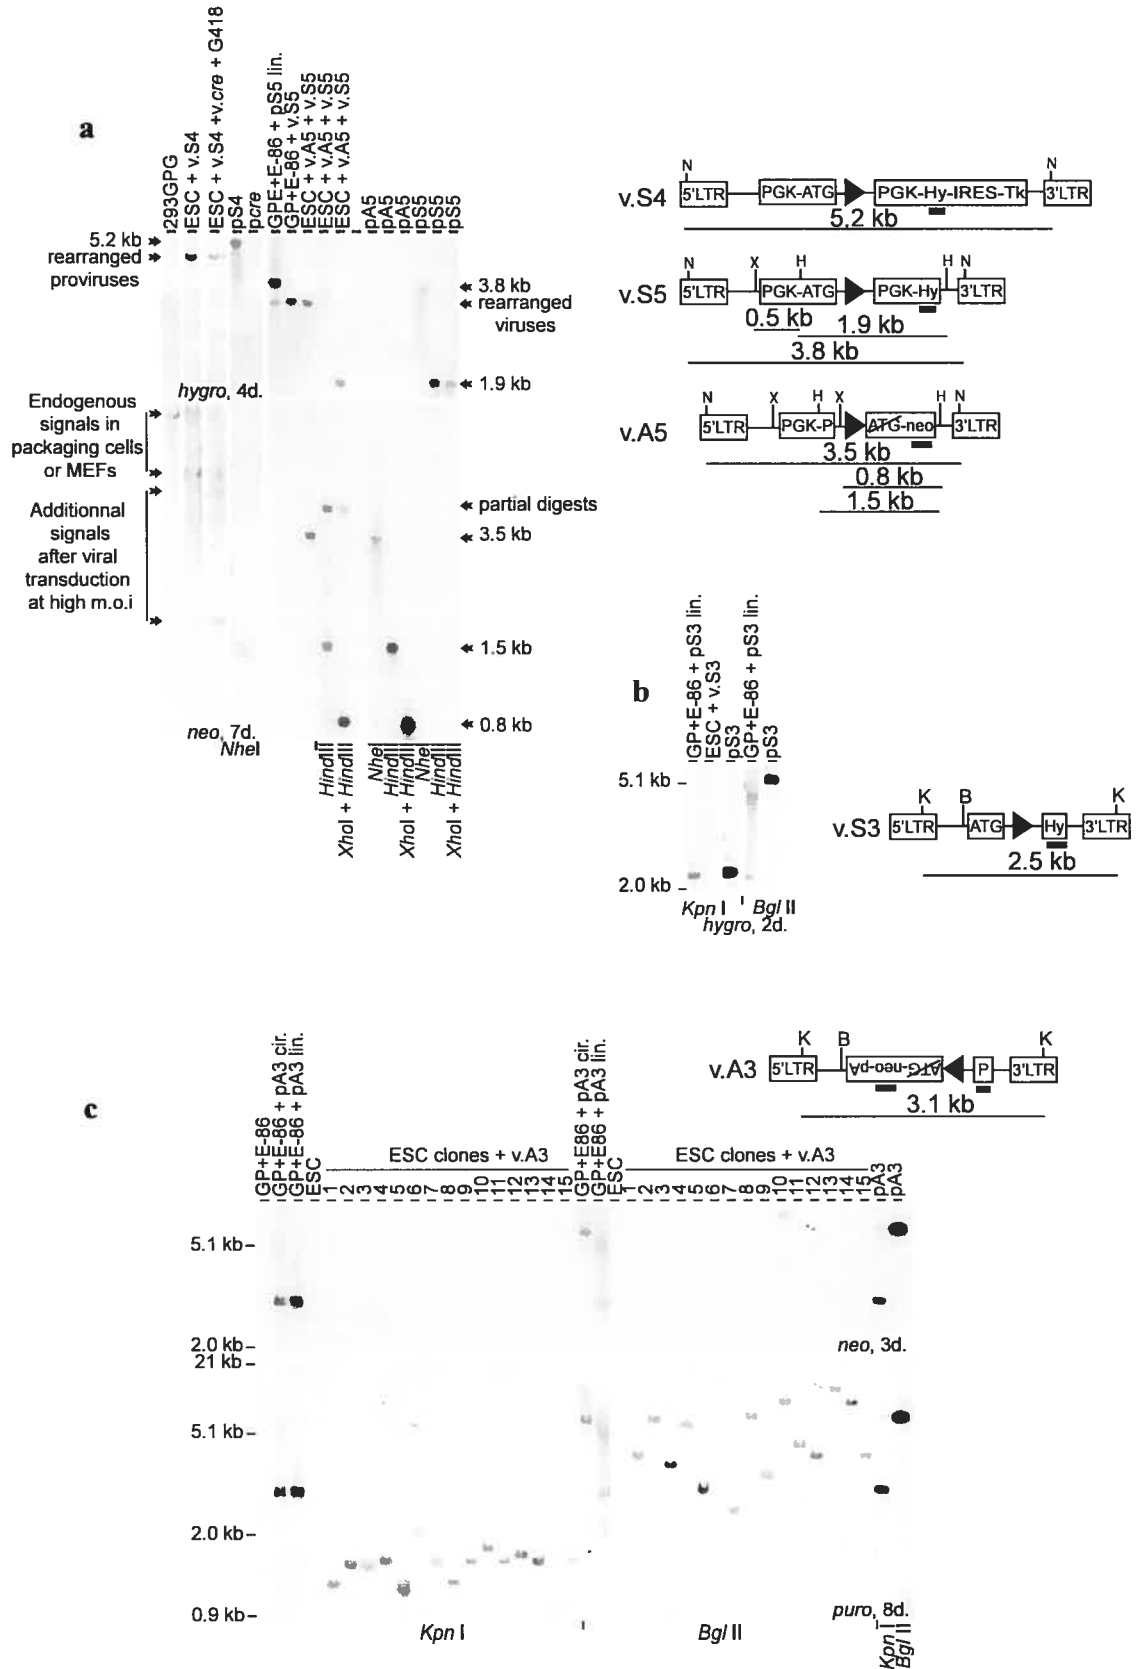 a
293GPG
ESC + v.S4
ESC + v.S4 +v.cre + G418
pS4
pcre
GPE+E-86 + pS5 lin.
GP+E-86 + v.S5
ESC + v.A5 + v.S5
ESC + v.A5 + v.S5
ESC + v.A5 + v.S5
pA5
pA5
pA5
pS5
pS5
pS5
5.2 kb
rearranged
proviruses
hygro, 4d.
Endogenous
signals in
packaging cells
or MEFs
Additionnal
signals
after viral
transduction
at high m.o.i
neo, 7d.
NheI
HindIII
XhoI + HindIII
NheI
HindIII
XhoI + HindIII
NheI
HindIII
XhoI + HindIII
3.8 kb
rearranged
viruses
1.9 kb
partial digests
3.5 kb
1.5 kb
0.8 kb
N N
v.S4 5'LTR PGK-ATG PGK-Hy-IRES-Tk 3'LTR
5.2 kb
N X H H N
v.S5 5'LTR PGK-ATG PGK-Hy 3'LTR
0.5 kb 1.9 kb
3.8 kb
N X H X H N
v.A5 5'LTR PGK-P ATG-neo 3'LTR
3.5 kb
0.8 kb
1.5 kb
b
GP+E-86 + pS3 lin.
ESC + v.S3
pS3
GP+E-86 + pS3 lin.
pS3
5.1 kb
2.0 kb
Kpn I Bgl II
hygro, 2d.
K B K
v.S3 5'LTR ATG Hy 3'LTR
2.5 kb
c
K B K
v.A3 5'LTR ATG-neo-pA P 3'LTR
3.1 kb
GP+E-86
GP+E-86 + pA3 cir.
GP+E-86 + pA3 lin.
ESC
ESC clones + v.A3
1 2 3 4 5 6 7 8 9 10 11 12 13 14 15
GP+E86 + pA3 cir.
GP+E86 + pA3 lin.
ESC
ESC clones + v.A3
1 2 3 4 5 6 7 8 9 10 11 12 13 14 15
pA3
pA3
5.1 kb
2.0 kb
neo, 3d.
21 kb
5.1 kb
2.0 kb
0.9 kb
puro, 8d.
Kpn I
Bgl II
Kpn I
Bgl II